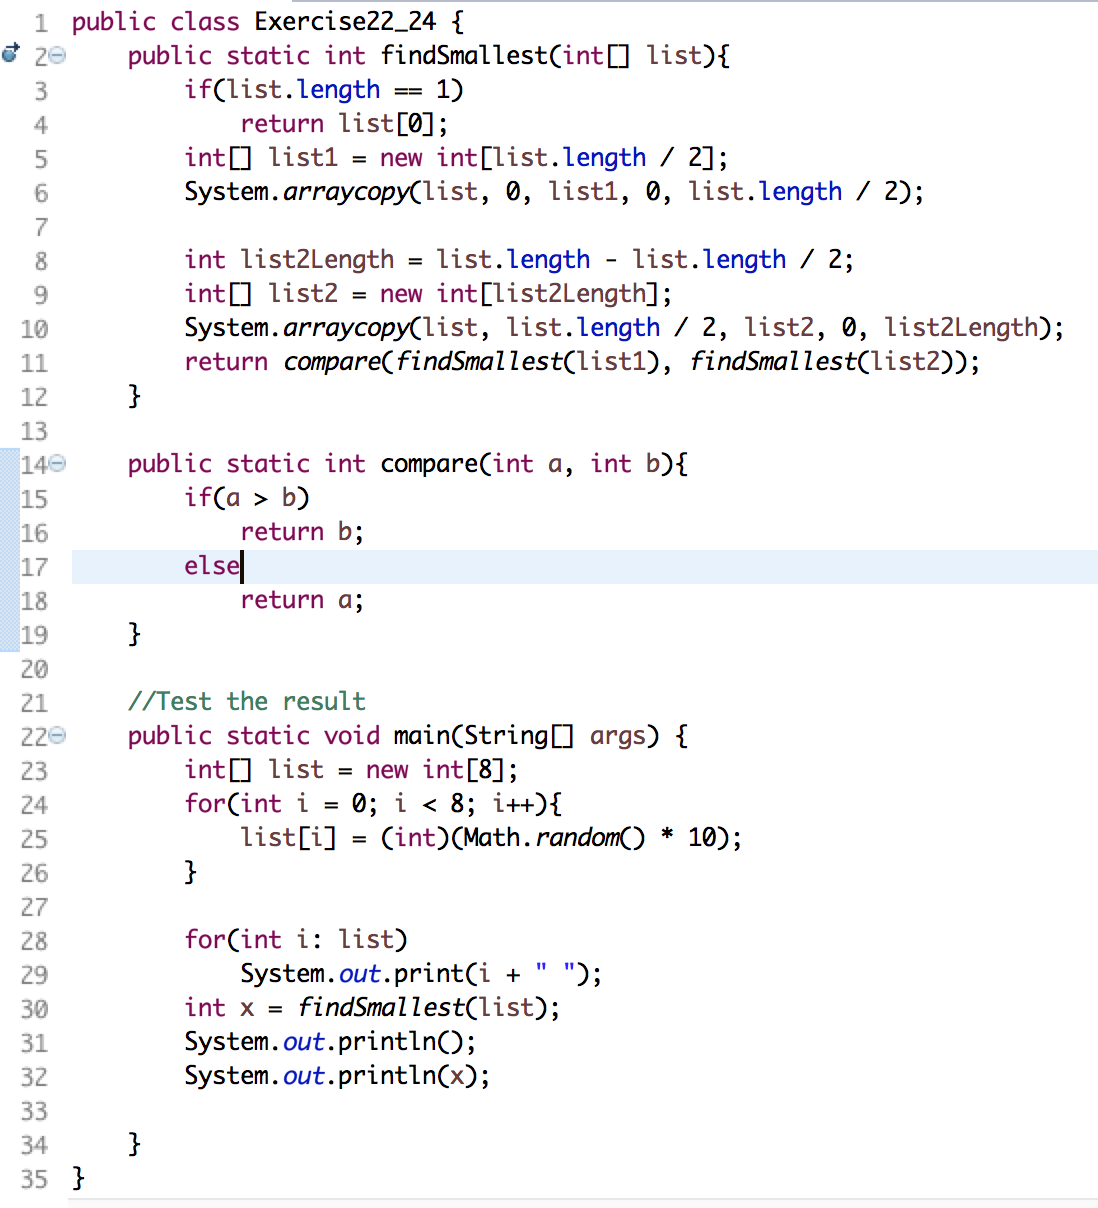 1 public class Exercise22_24 {
2 public static int findSmallest(int[] list){
3 if(list.length == 1)
4 return list[0];
5 int[] list1 = new int[list.length / 2];
6 System.arraycopy(list, 0, list1, 0, list.length / 2);
7
8 int list2Length = list.length - list.length / 2;
9 int[] list2 = new int[list2Length];
10 System.arraycopy(list, list.length / 2, list2, 0, list2Length);
11 return compare(findSmallest(list1), findSmallest(list2));
12 }
13
14 public static int compare(int a, int b){
15 if(a > b)
16 return b;
17 else
18 return a;
19 }
20
21 //Test the result
22 public static void main(String[] args) {
23 int[] list = new int[8];
24 for(int i = 0; i < 8; i++){
25 list[i] = (int)(Math.random() * 10);
26 }
27
28 for(int i: list)
29 System.out.print(i + " ");
30 int x = findSmallest(list);
31 System.out.println();
32 System.out.println(x);
33
34 }
35 }